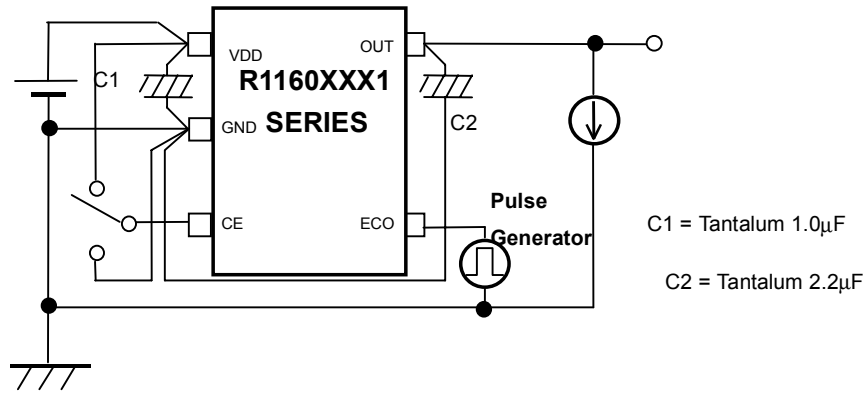 VDD
OUT
C1
R1160XXX1
SERIES
GND
C2
CE
ECO
Pulse
Generator
C1 = Tantalum 1.0μF
C2 = Tantalum 2.2μF